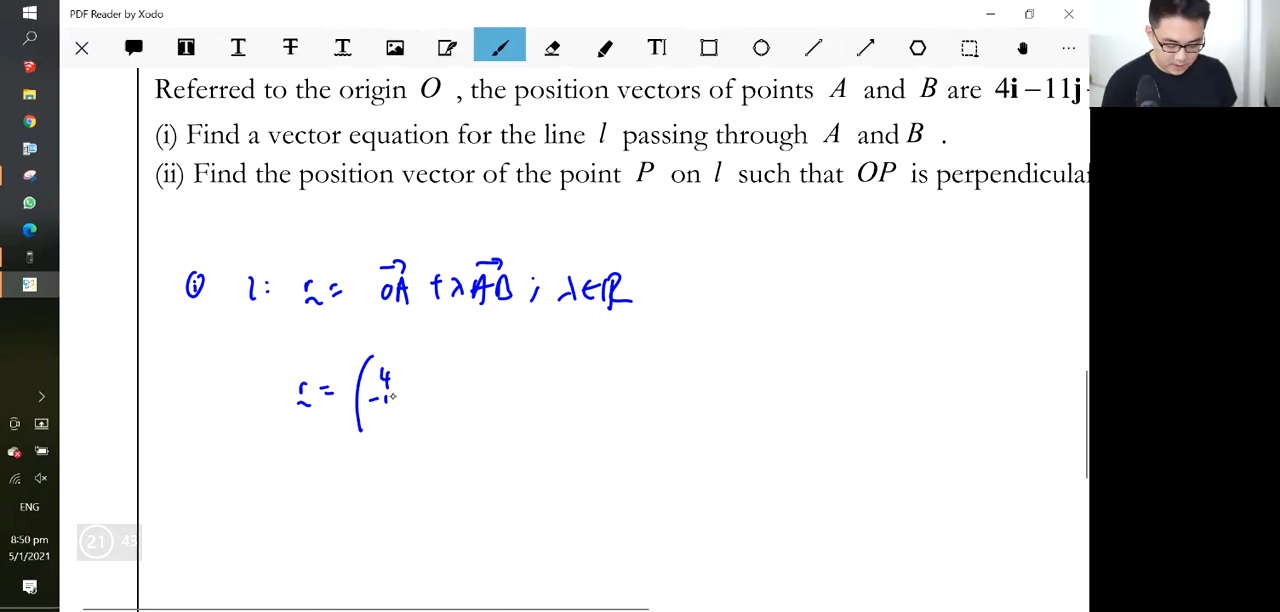 PDF Reader by Xodo
Referred to the origin O , the position vectors of points A and B are 4i – 11j
(i) Find a vector equation for the line l passing through A and B .
(ii) Find the position vector of the point P on l such that OP is perpendicular
(i) l: r = OA + λAB ; λ∈ℝ
r = ( 4
-1
21 43
ENG
8:50 pm
5/1/2021